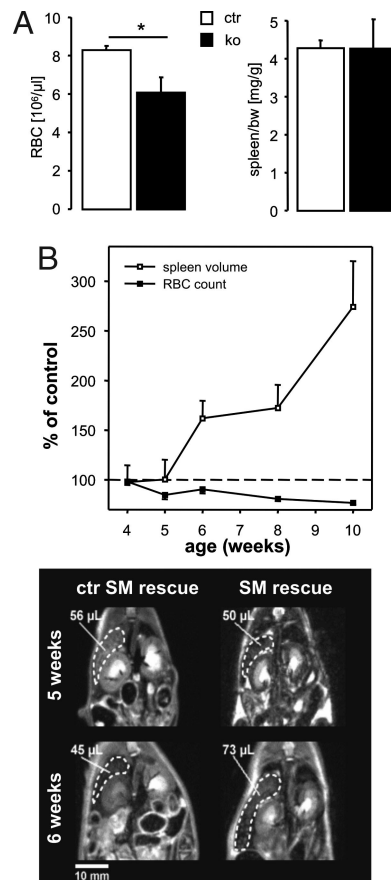 A
10
8
6
4
2
0
RBC [10⁶/µl]
*
ctr
ko
5
4
3
2
1
0
spleen/bw [mg/g]
B
spleen volume
RBC count
300
250
200
150
100
% of control
4 5 6 7 8 9 10
age (weeks)
ctr SM rescue SM rescue
5 weeks
56 µL
50 µL
6 weeks
45 µL
73 µL
10 mm